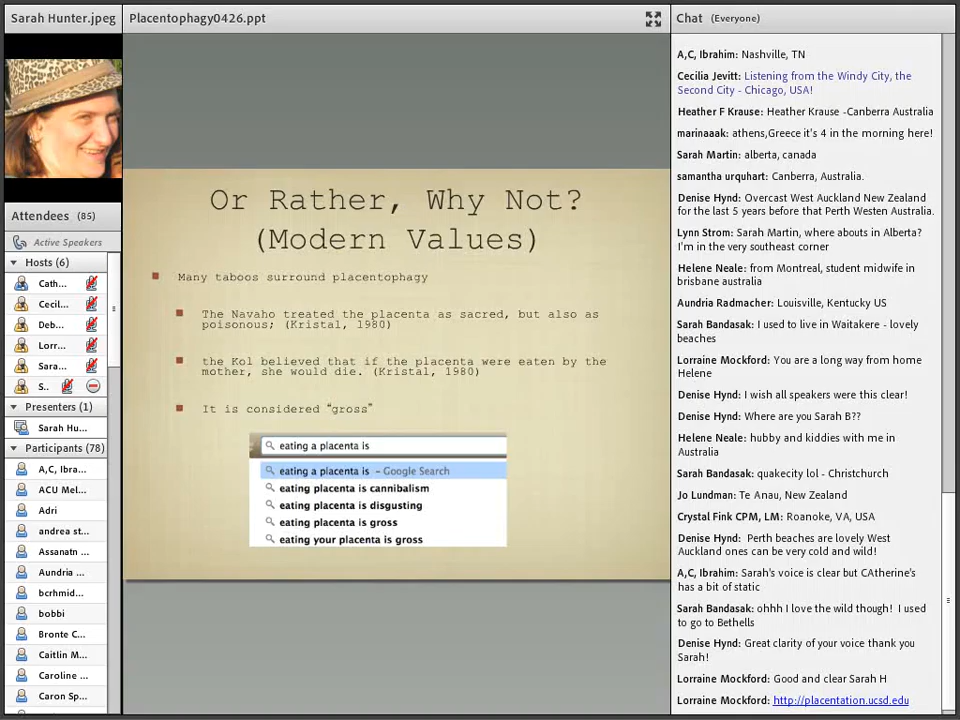 Sarah Hunter.jpeg
Placentophagy0426.ppt
Chat (Everyone)
Attendees (85)
Active Speakers
Hosts (6)
Cath...
Cecil...
Deb...
Lorr...
Sara...
S..
Presenters (1)
Sarah Hu...
Participants (78)
A,C, Ibra...
ACU Mel...
Adri
andrea st...
Assanatn ...
Aundria ...
bcrhmid...
bobbi
Bronte C...
Caitlin M...
Caroline ...
Caron Sp...
Or Rather, Why Not?
(Modern Values)
Many taboos surround placentophagy
The Navaho treated the placenta as sacred, but also as
poisonous; (Kristal, 1980)
the Kol believed that if the placenta were eaten by the
mother, she would die. (Kristal, 1980)
It is considered “gross”
eating a placenta is
eating a placenta is – Google Search
eating placenta is cannibalism
eating placenta is disgusting
eating placenta is gross
eating your placenta is gross
A,C, Ibrahim: Nashville, TN
Cecilia Jevitt: Listening from the Windy City, the
Second City - Chicago, USA!
Heather F Krause: Heather Krause -Canberra Australia
marinaaak: athens,Greece it's 4 in the morning here!
Sarah Martin: alberta, canada
samantha urquhart: Canberra, Australia.
Denise Hynd: Overcast West Auckland New Zealand
for the last 5 years before that Perth Westen Australia.
Lynn Strom: Sarah Martin, where abouts in Alberta?
I'm in the very southeast corner
Helene Neale: from Montreal, student midwife in
brisbane australia
Aundria Radmacher: Louisville, Kentucky US
Sarah Bandasak: I used to live in Waitakere - lovely
beaches
Lorraine Mockford: You are a long way from home
Helene
Denise Hynd: I wish all speakers were this clear!
Denise Hynd: Where are you Sarah B??
Helene Neale: hubby and kiddies with me in
Australia
Sarah Bandasak: quakecity lol - Christchurch
Jo Lundman: Te Anau, New Zealand
Crystal Fink CPM, LM: Roanoke, VA, USA
Denise Hynd: Perth beaches are lovely West
Auckland ones can be very cold and wild!
A,C, Ibrahim: Sarah's voice is clear but CAtherine's
has a bit of static
Sarah Bandasak: ohhh I love the wild though! I used
to go to Bethells
Denise Hynd: Great clarity of your voice thank you
Sarah!
Lorraine Mockford: Good and clear Sarah H
Lorraine Mockford: http://placentation.ucsd.edu